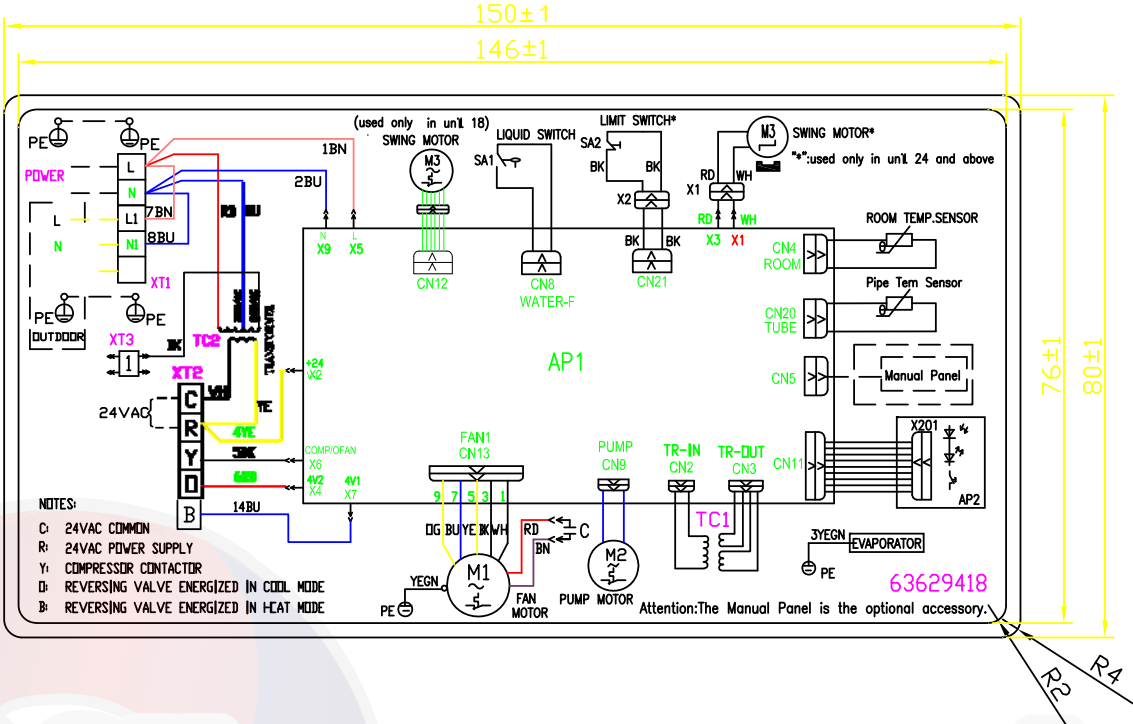 150±1
146±1
(used only in unit 18)
SWING MOTOR
M3
LIQUID SWITCH
SA1
LIMIT SWITCH*
SA2
BK
BK
X2
BK
BK
M3
SWING MOTOR*
"*":used only in unit 24 and above
RD
WH
X1
RD
WH
X3
X1
PE
PE
POWER
L
N
L1
N1
XT1
L
N
OUTDOOR
PE
PE
1BN
2BU
7BN
8BU
RD
BU
N
X9
L
X5
CN12
CN8
WATER-F
CN21
CN4
ROOM
ROOM TEMP.SENSOR
CN20
TUBE
Pipe Tem Sensor
CN5
Manual Panel
CN11
X201
AP2
AP1
76±1
80±1
XT3
1
BK
TC2
XT2
24VAC
C
R
Y
O
B
WH
YE
4YE
14BU
+24
X2
COMP/OFAN
X6
4V2
X4
4V1
X7
FAN1
CN13
9 7 5 3 1
OG BU YE BK WH
RD
BN
C
M1
FAN
MOTOR
YEGN
PE
PUMP
CN9
M2
PUMP MOTOR
TR-IN
CN2
TR-OUT
CN3
TC1
3YEGN
EVAPORATOR
PE
63629418
NOTES:
C: 24VAC COMMON
R: 24VAC POWER SUPPLY
Y: COMPRESSOR CONTACTOR
O: REVERSING VALVE ENERGIZED IN COOL MODE
B: REVERSING VALVE ENERGIZED IN HEAT MODE
Attention:The Manual Panel is the optional accessory.
R2
R4